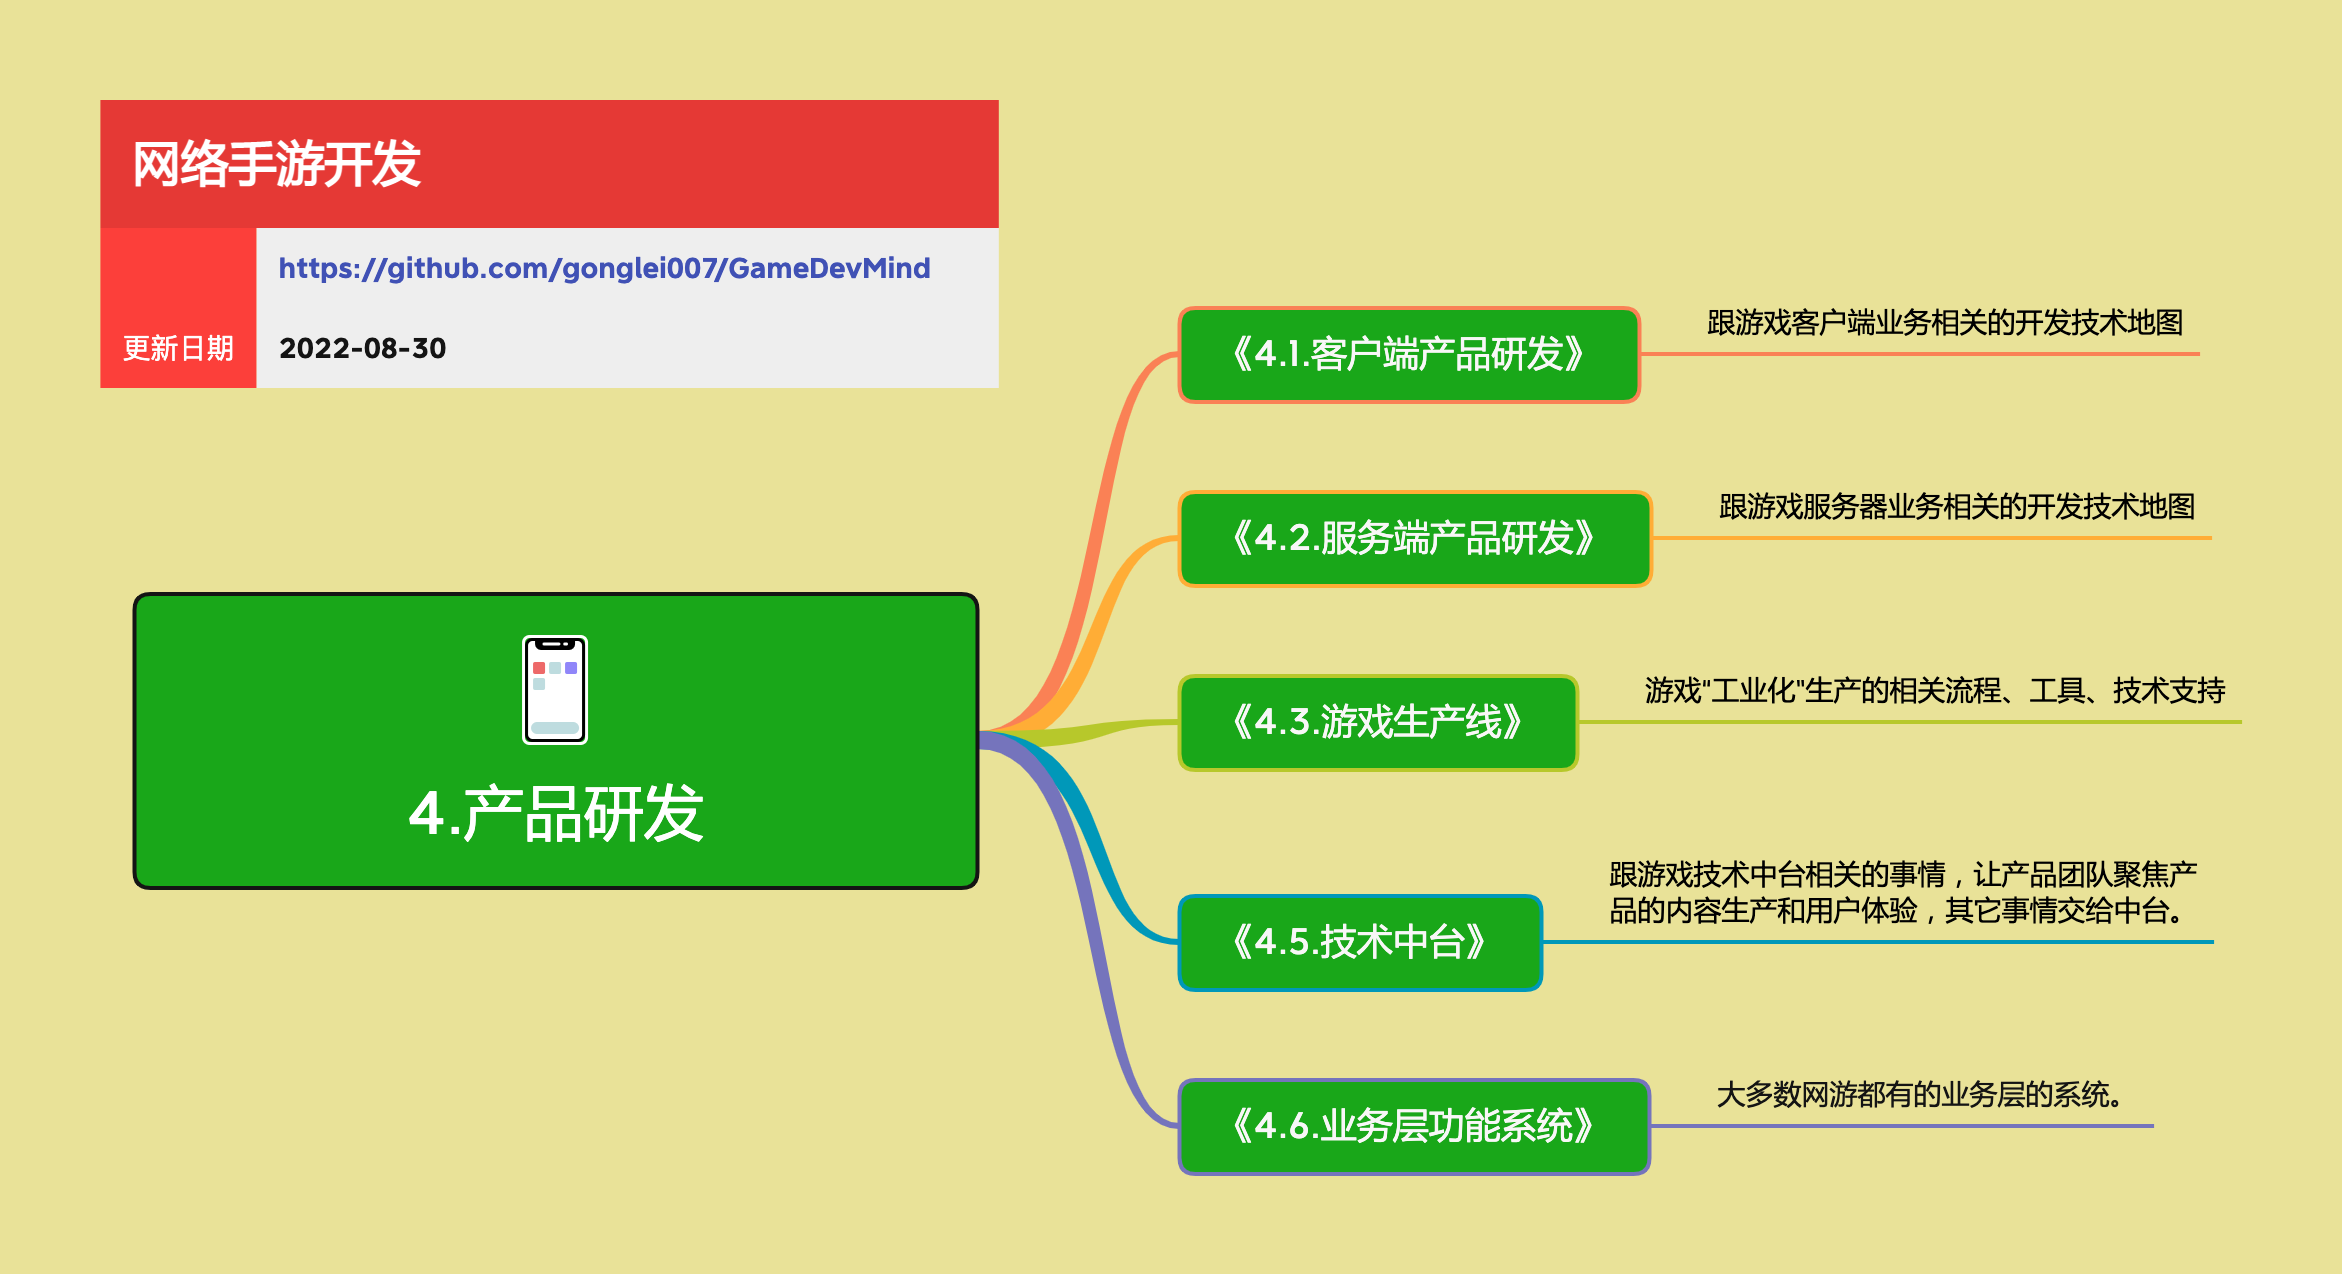 网络手游开发
https://github.com/gonglei007/GameDevMind
更新日期 2022-08-30
4.产品研发
《4.1.客户端产品研发》
跟游戏客户端业务相关的开发技术地图
《4.2.服务端产品研发》
跟游戏服务器业务相关的开发技术地图
《4.3.游戏生产线》
游戏"工业化"生产的相关流程、工具、技术支持
《4.5.技术中台》
跟游戏技术中台相关的事情，让产品团队聚焦产
品的内容生产和用户体验，其它事情交给中台。
《4.6.业务层功能系统》
大多数网游都有的业务层的系统。